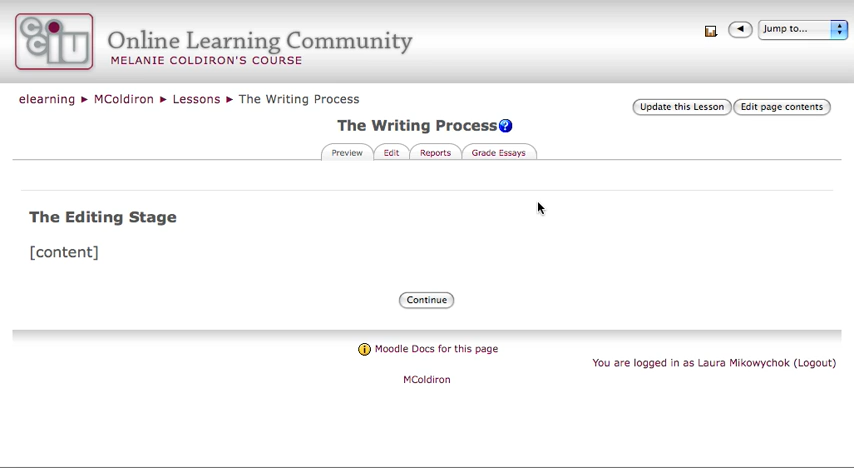 CCIU
Online Learning Community
MELANIE COLDIRON'S COURSE
Jump to...
elearning ► MColdiron ► Lessons ► The Writing Process
Update this Lesson
Edit page contents
The Writing Process
Preview
Edit
Reports
Grade Essays
The Editing Stage
[content]
Continue
Moodle Docs for this page
You are logged in as Laura Mikowychok (Logout)
MColdiron